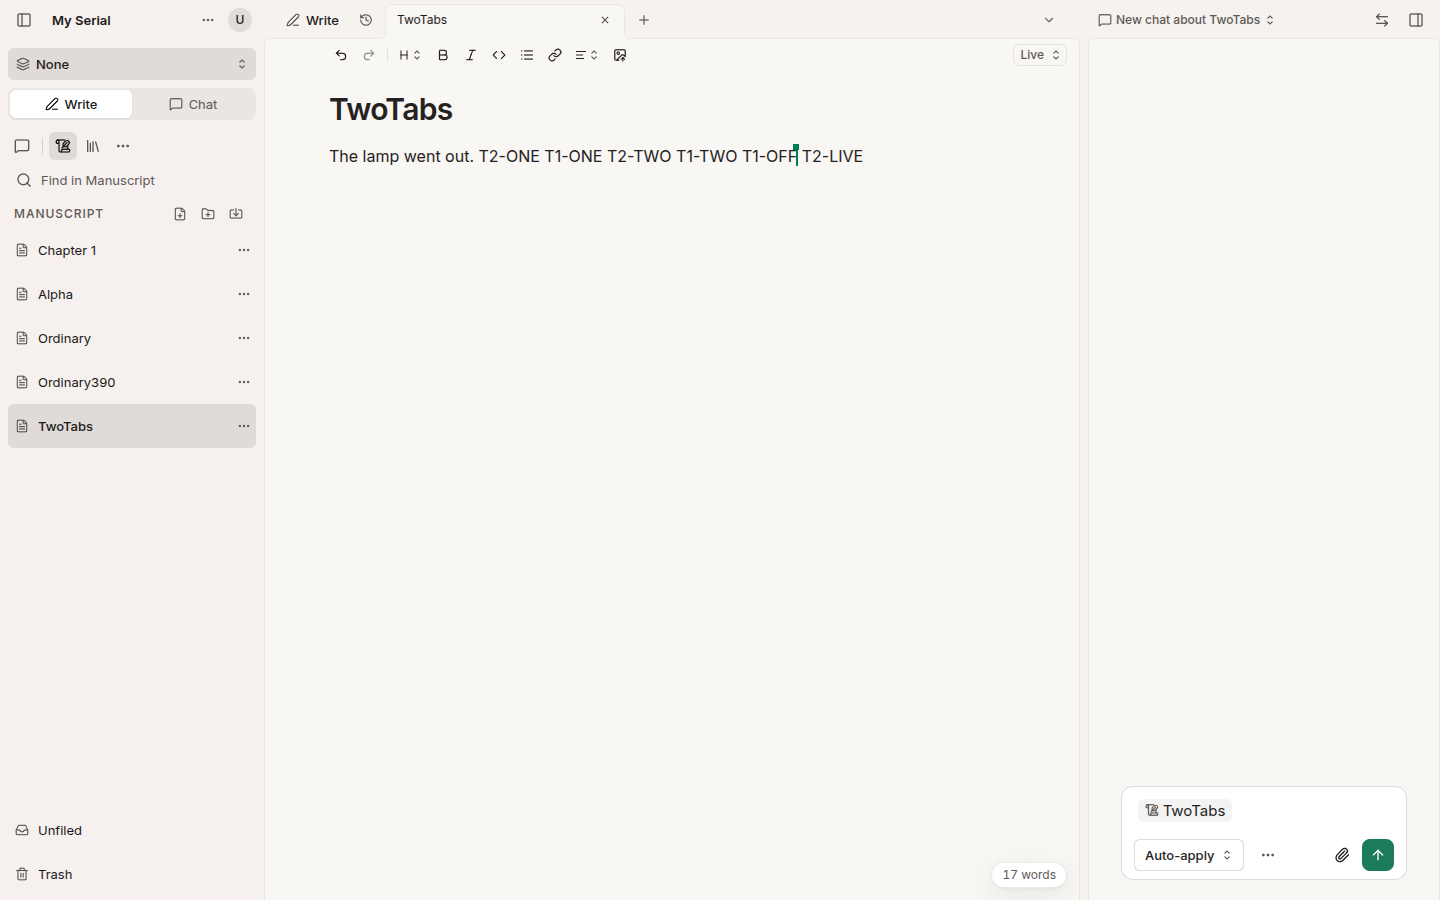 My Serial
U
Write
TwoTabs
New chat about TwoTabs
None
Live
Write
Chat
TwoTabs
The lamp went out. T2-ONE T1-ONE T2-TWO T1-TWO T1-OFF T2-LIVE
Find in Manuscript
MANUSCRIPT
Chapter 1
Alpha
Ordinary
Ordinary390
TwoTabs
Unfiled
Trash
17 words
TwoTabs
Auto-apply